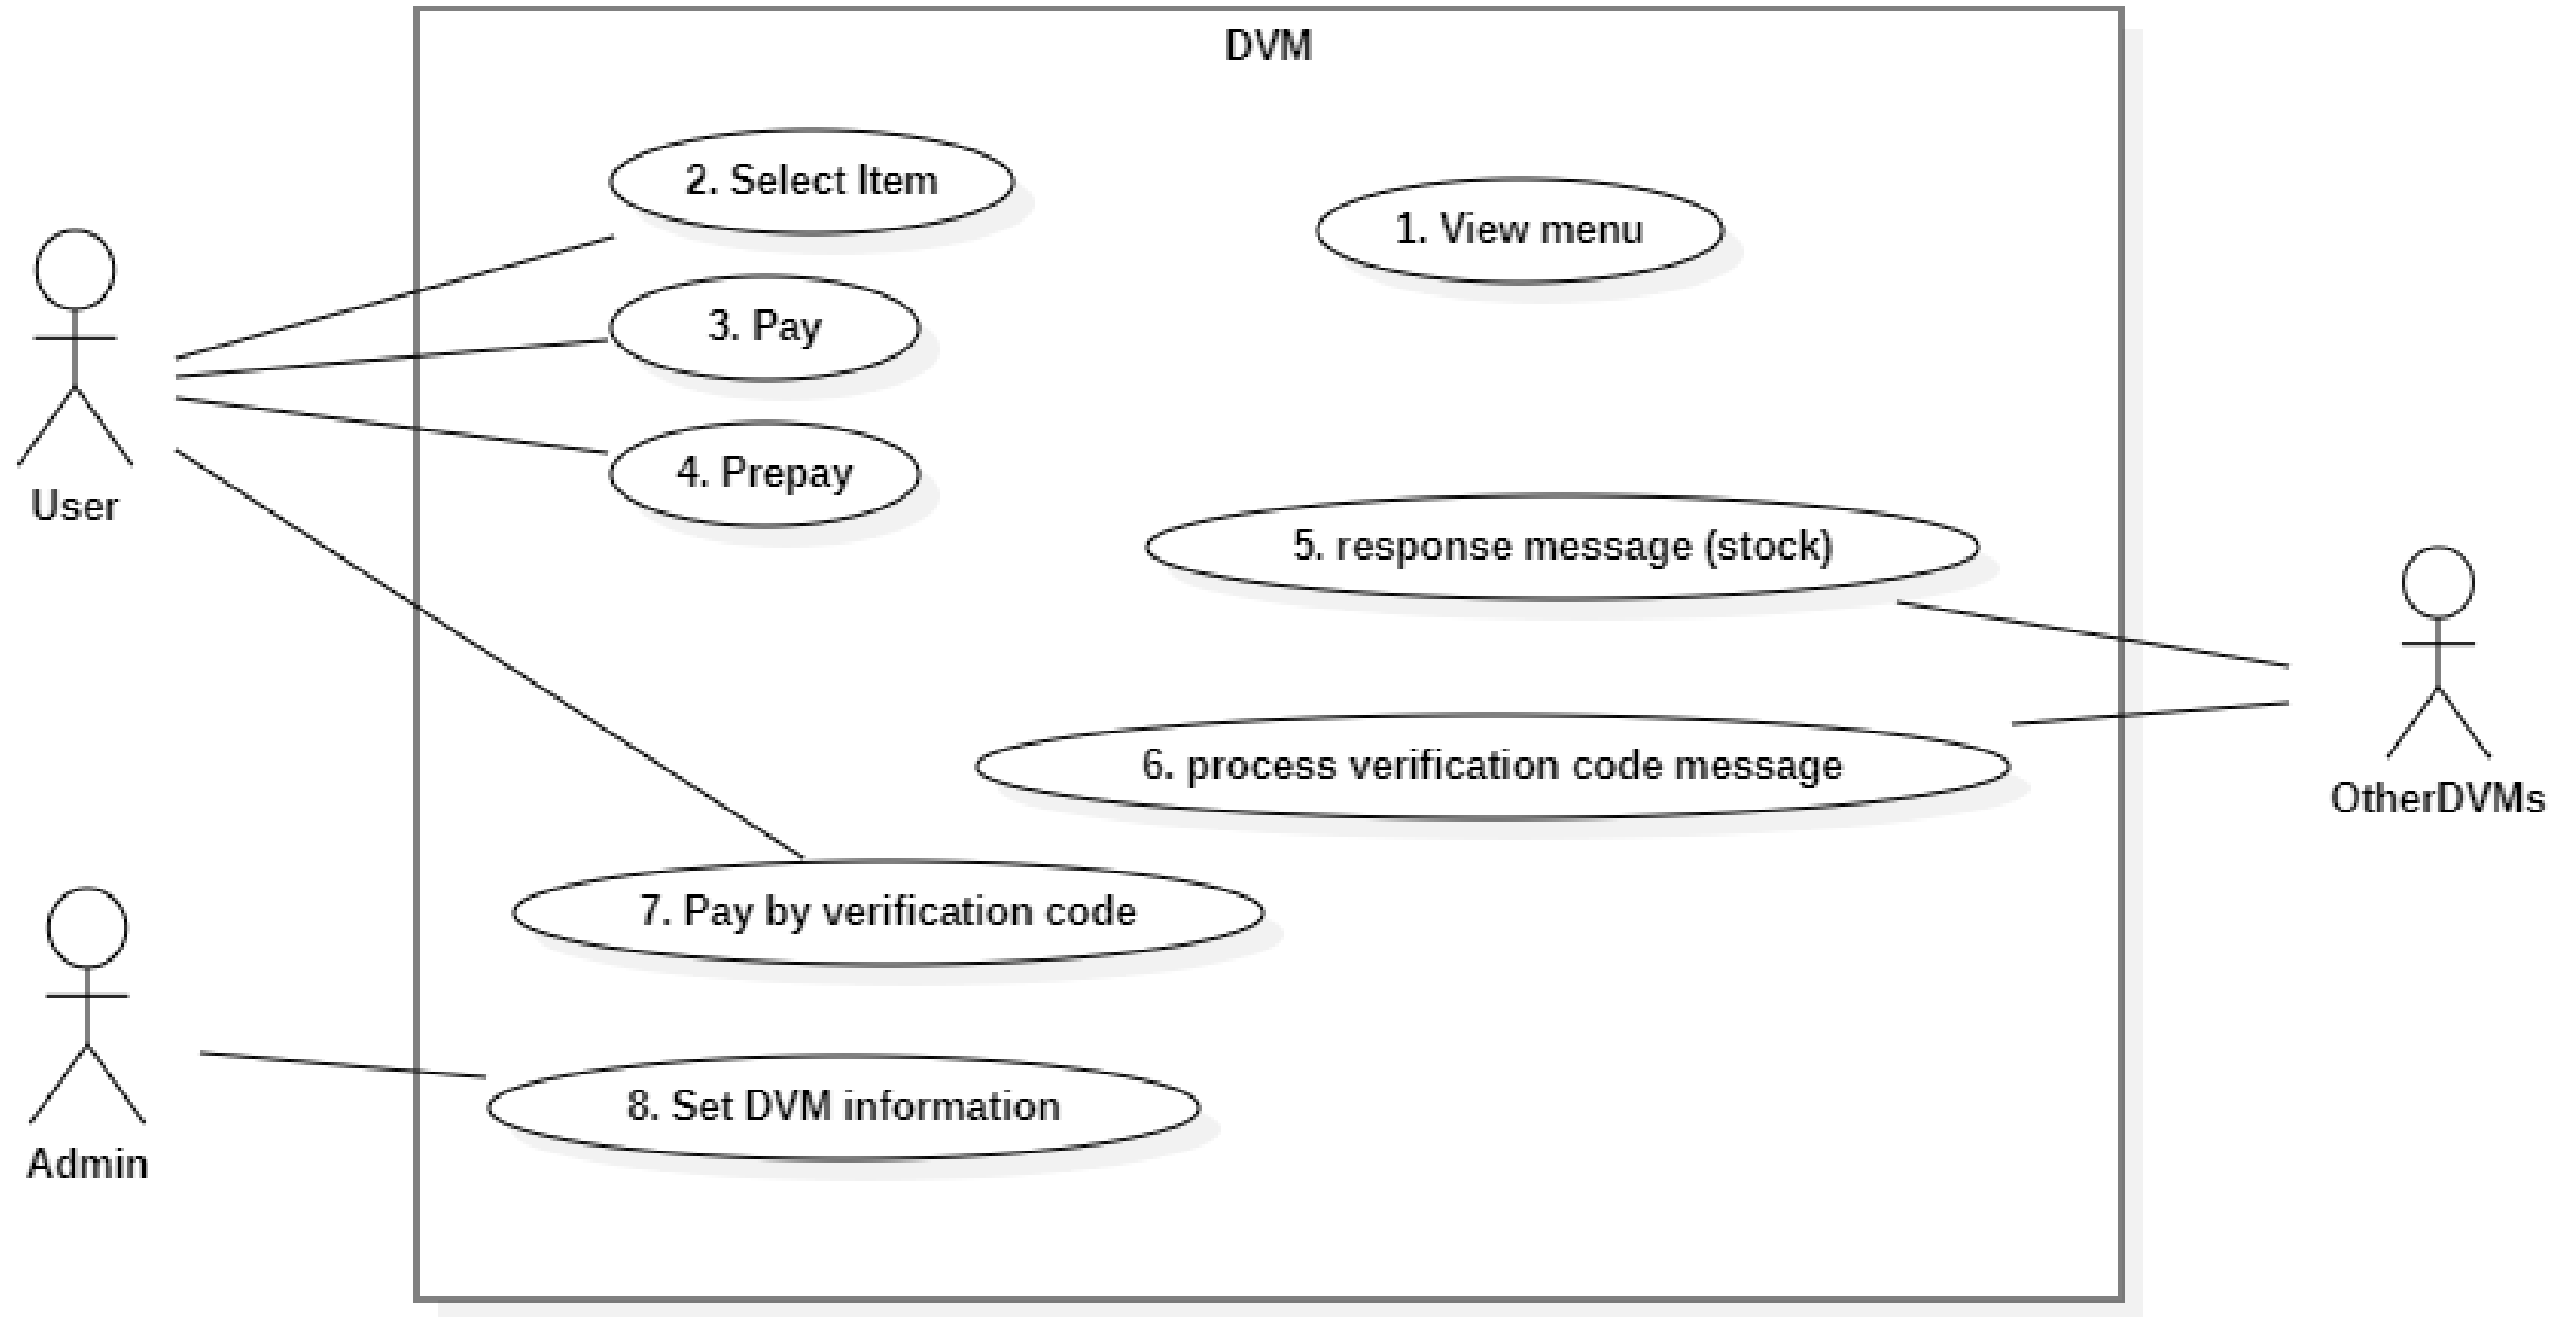 DVM
2. Select Item
1. View menu
3. Pay
4. Prepay
User
5. response message (stock)
6. process verification code message
OtherDVMs
7. Pay by verification code
8. Set DVM information
Admin